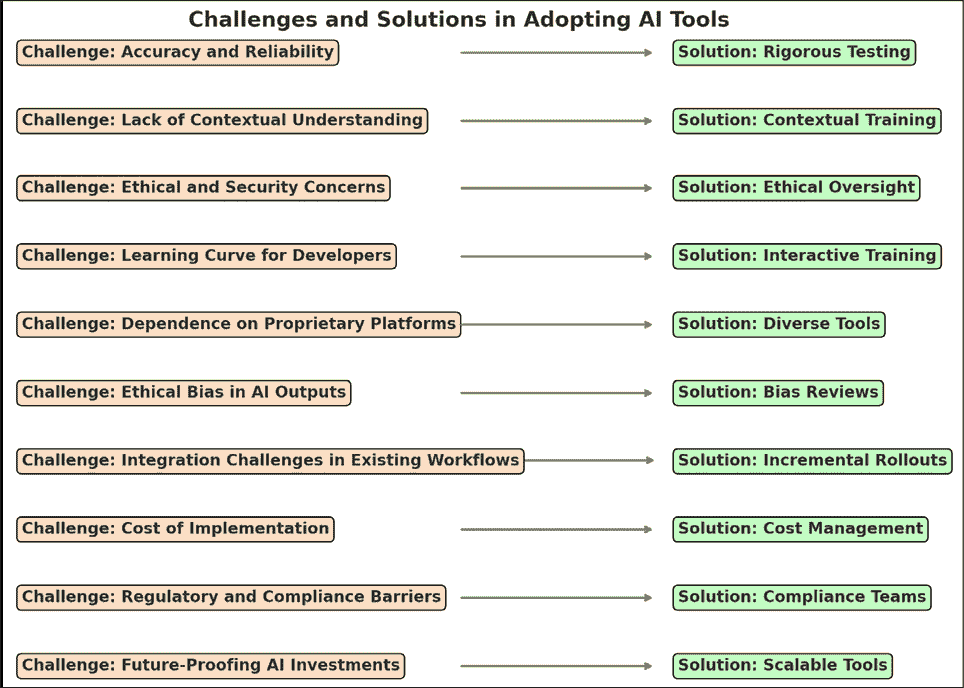 Challenges and Solutions in Adopting AI Tools
Challenge: Accuracy and Reliability
Solution: Rigorous Testing
Challenge: Lack of Contextual Understanding
Solution: Contextual Training
Challenge: Ethical and Security Concerns
Solution: Ethical Oversight
Challenge: Learning Curve for Developers
Solution: Interactive Training
Challenge: Dependence on Proprietary Platforms
Solution: Diverse Tools
Challenge: Ethical Bias in AI Outputs
Solution: Bias Reviews
Challenge: Integration Challenges in Existing Workflows
Solution: Incremental Rollouts
Challenge: Cost of Implementation
Solution: Cost Management
Challenge: Regulatory and Compliance Barriers
Solution: Compliance Teams
Challenge: Future-Proofing AI Investments
Solution: Scalable Tools